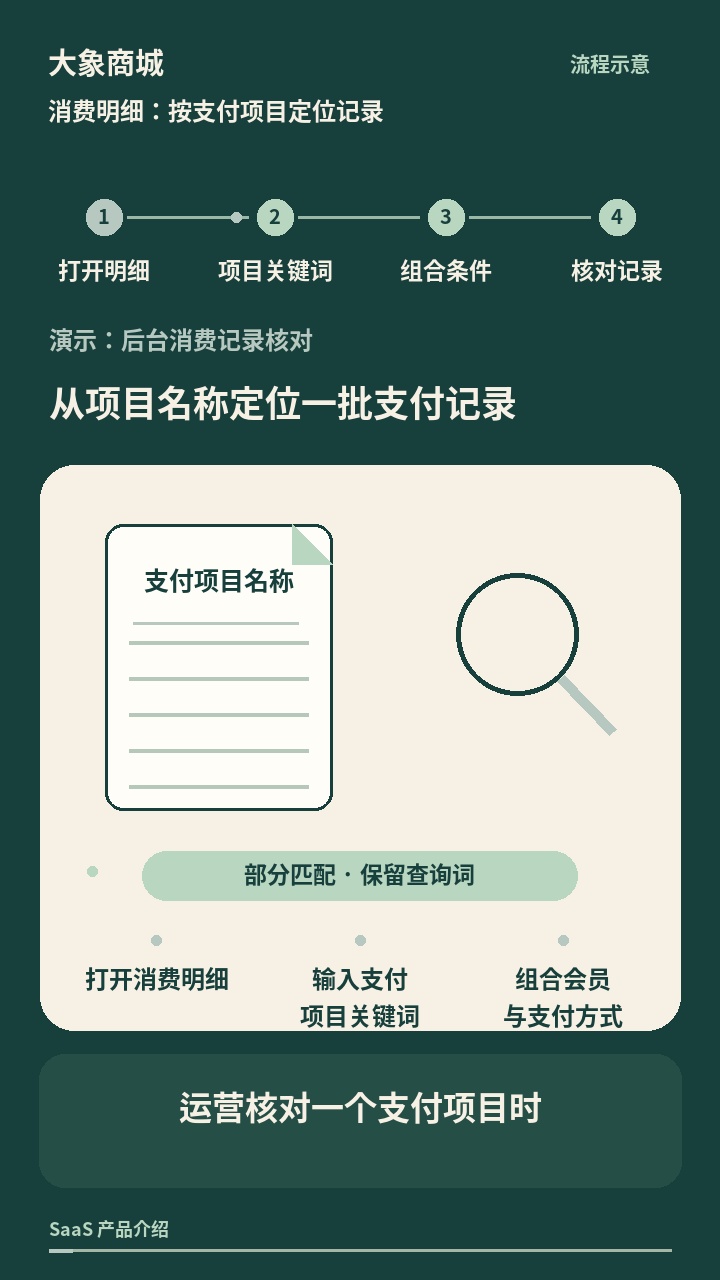 大象商城
流程示意
消费明细：按支付项目定位记录
1 2 3 4
打开明细 项目关键词 组合条件 核对记录
演示：后台消费记录核对
从项目名称定位一批支付记录
支付项目名称
部分匹配 · 保留查询词
打开消费明细 输入支付 组合会员
项目关键词 与支付方式
运营核对一个支付项目时
SaaS 产品介绍